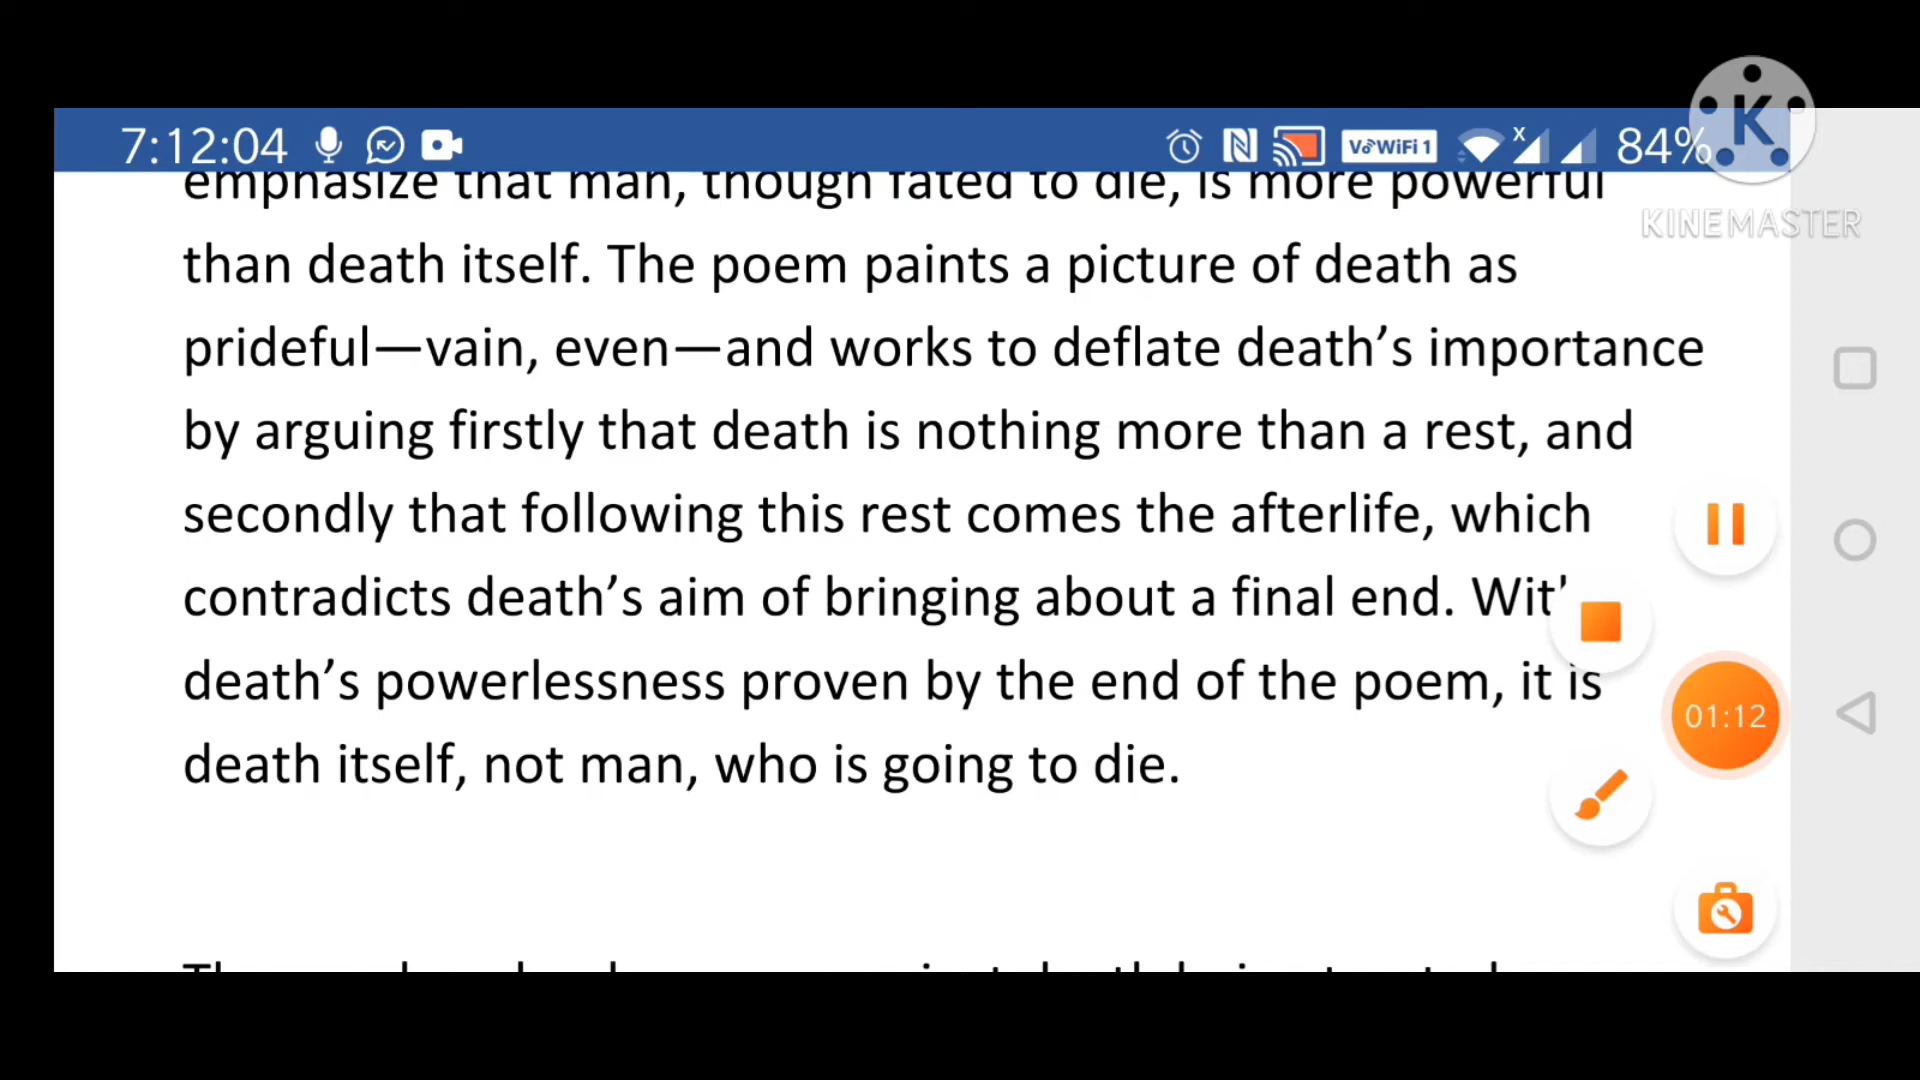 7:12:04 VoWiFi 1 X 84%
K
KINEMASTER
emphasize that man, though fated to die, is more powerful
than death itself. The poem paints a picture of death as
prideful—vain, even—and works to deflate death’s importance
by arguing firstly that death is nothing more than a rest, and
secondly that following this rest comes the afterlife, which
contradicts death’s aim of bringing about a final end. With
death’s powerlessness proven by the end of the poem, it is
death itself, not man, who is going to die.
01:12